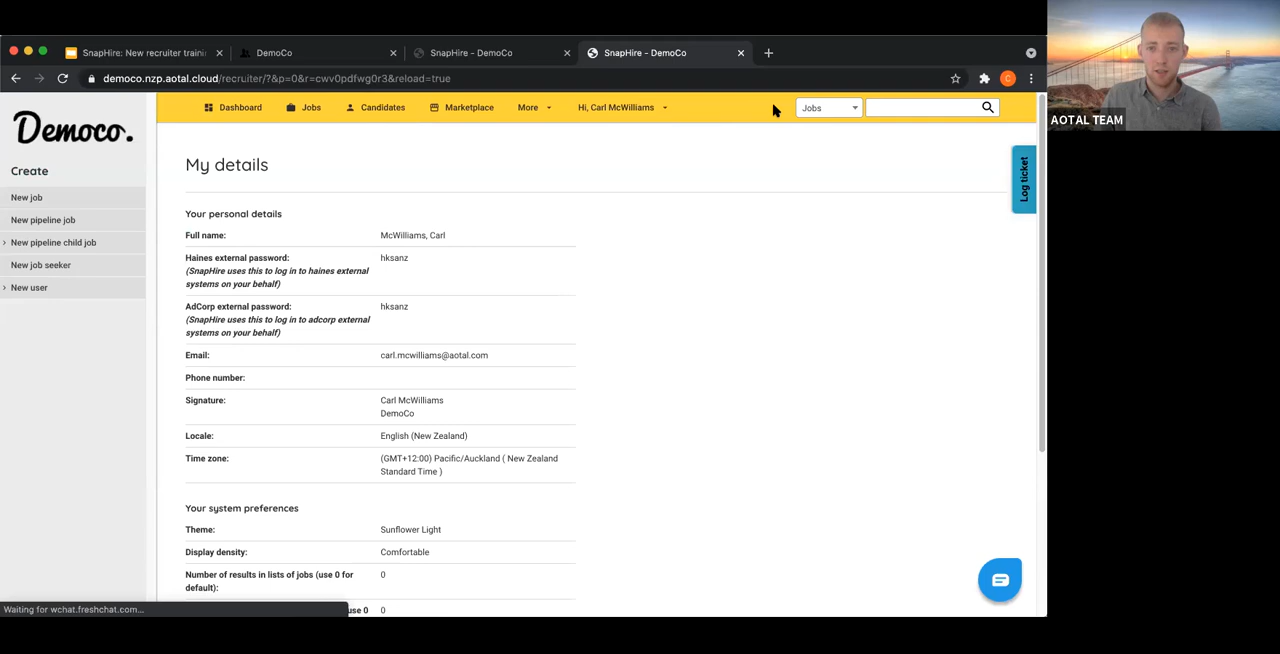 SnapHire: New recruiter traini
DemoCo
SnapHire - DemoCo
SnapHire - DemoCo
democo.nzp.aotal.cloud/recruiter/?&p=0&r=cwv0pdfwg0r3&reload=true
C
AOTAL TEAM
Democo.
Dashboard
Jobs
Candidates
Marketplace
More
Hi, Carl McWilliams
Jobs
Log ticket
Create
New job
New pipeline job
New pipeline child job
New job seeker
New user
My details
Your personal details
Full name: McWilliams, Carl
Haines external password: hksanz
(SnapHire uses this to log in to haines external
systems on your behalf)
AdCorp external password: hksanz
(SnapHire uses this to log in to adcorp external
systems on your behalf)
Email: carl.mcwilliams@aotal.com
Phone number:
Signature: Carl McWilliams
DemoCo
Locale: English (New Zealand)
Time zone: (GMT+12:00) Pacific/Auckland ( New Zealand
Standard Time )
Your system preferences
Theme: Sunflower Light
Display density: Comfortable
Number of results in lists of jobs (use 0 for 0
default):
use 0 0
Waiting for wchat.freshchat.com...